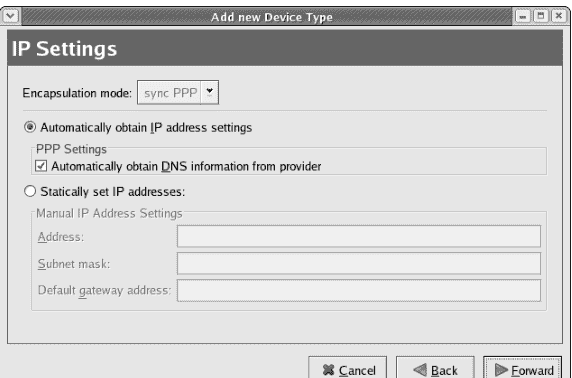 Add new Device Type
IP Settings
Encapsulation mode: sync PPP
Automatically obtain IP address settings
PPP Settings
Automatically obtain DNS information from provider
Statically set IP addresses:
Manual IP Address Settings
Address:
Subnet mask:
Default gateway address:
Cancel Back Forward